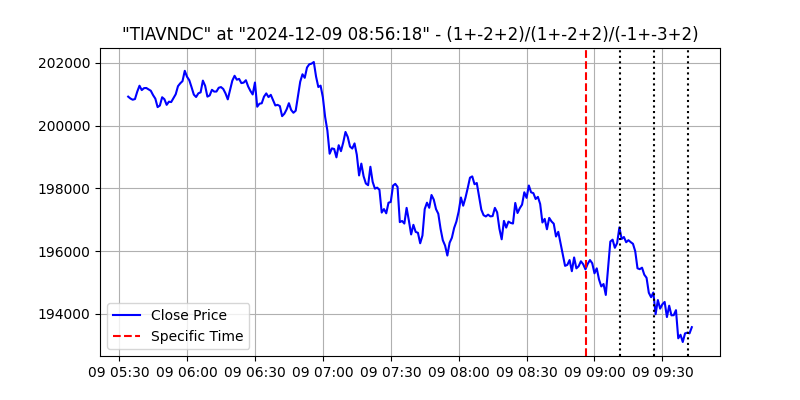 "TIAVNDC" at "2024-12-09 08:56:18" - (1+-2+2)/(1+-2+2)/(-1+-3+2)
202000
200000
198000
196000
194000
Close Price
Specific Time
09 05:30 09 06:00 09 06:30 09 07:00 09 07:30 09 08:00 09 08:30 09 09:00 09 09:30